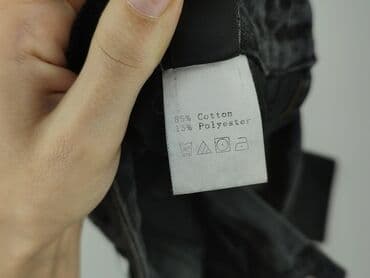 85% Cotton
15% Polyester